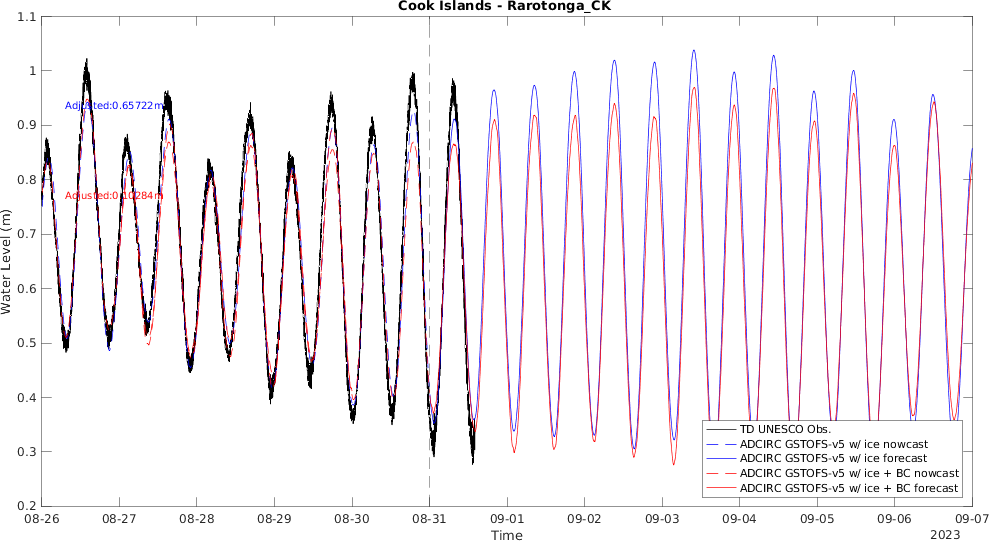 Cook Islands - Rarotonga_CK
1.1
1
0.9
0.8
0.7
0.6
0.5
0.4
0.3
0.2
Water Level (m)
Adjusted:0.65722m
Adjusted:0.10284m
TD UNESCO Obs.
ADCIRC GSTOFS-v5 w/ ice nowcast
ADCIRC GSTOFS-v5 w/ ice forecast
ADCIRC GSTOFS-v5 w/ ice + BC nowcast
ADCIRC GSTOFS-v5 w/ ice + BC forecast
08-26 08-27 08-28 08-29 08-30 08-31 09-01 09-02 09-03 09-04 09-05 09-06 09-07
Time
2023